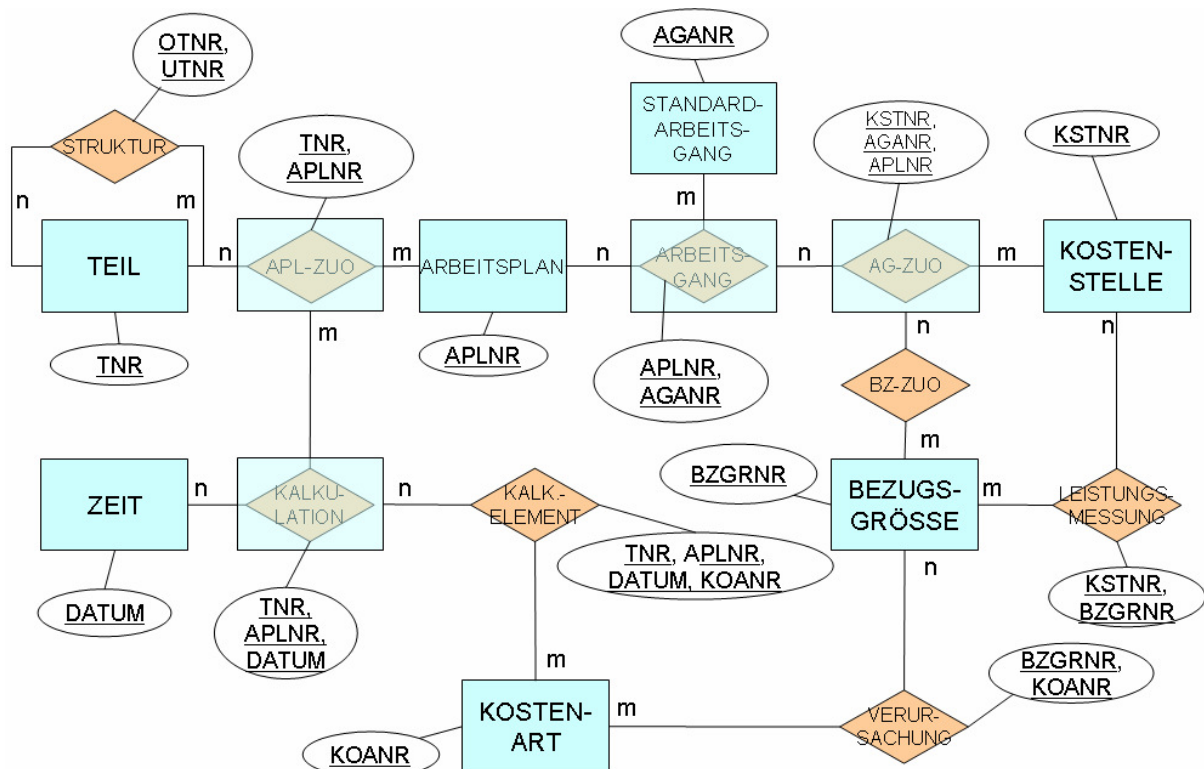 OTNR,
UTNR
STRUKTUR
n
m
TEIL
TNR
TNR,
APLNR
n
APL-ZUO
m
ARBEITSPLAN
APLNR
n
AGANR
STANDARD-
ARBEITS-
GANG
m
ARBEITS-
GANG
APLNR,
AGANR
n
KSTNR,
AGANR,
APLNR
AG-ZUO
m
KSTNR
KOSTEN-
STELLE
n
n
BZ-ZUO
m
m
ZEIT
DATUM
n
KALKU-
LATION
TNR,
APLNR,
DATUM
n
KALK.-
ELEMENT
TNR, APLNR,
DATUM, KOANR
m
BZGRNR
BEZUGS-
GRÖSSE
m
LEISTUNGS-
MESSUNG
KSTNR,
BZGRNR
n
KOANR
KOSTEN-
ART
m
VERUR-
SACHUNG
BZGRNR,
KOANR